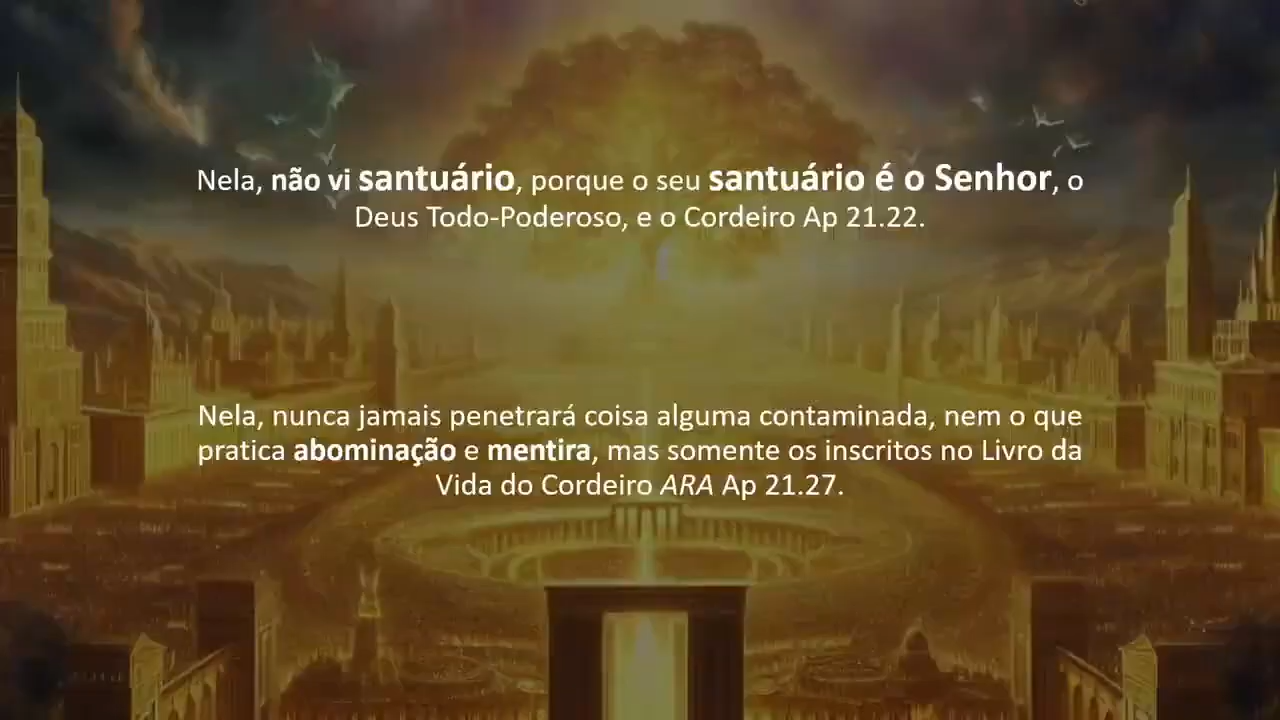 Nela, não vi santuário, porque o seu santuário é o Senhor, o
Deus Todo-Poderoso, e o Cordeiro Ap 21.22.
Nela, nunca jamais penetrará coisa alguma contaminada, nem o que
pratica abominação e mentira, mas somente os inscritos no Livro da
Vida do Cordeiro ARA Ap 21.27.